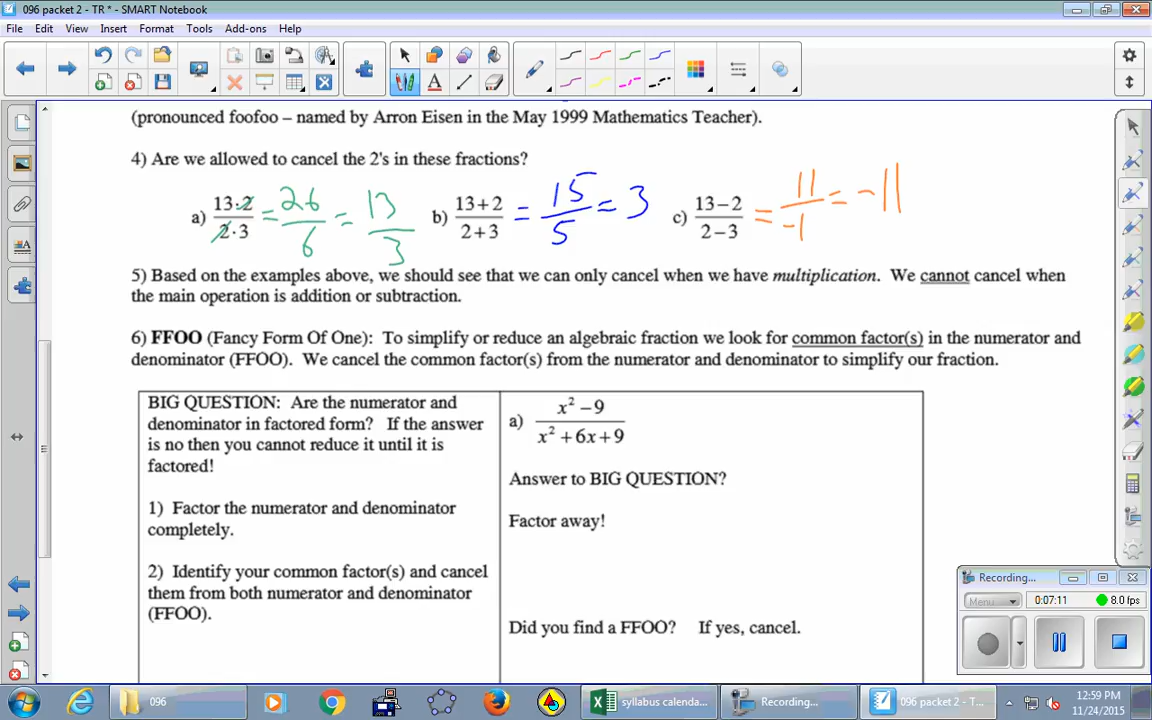 096 packet 2 - TR * - SMART Notebook
File Edit View Insert Format Tools Add-ons Help
(pronounced foofoo – named by Arron Eisen in the May 1999 Mathematics Teacher).
4) Are we allowed to cancel the 2's in these fractions?
a) 13·2 / 2·3 = 26 / 6 = 13 / 3 b) 13+2 / 2+3 = 15 / 5 = 3 c) 13−2 / 2−3 = 11 / -1 = -11
5) Based on the examples above, we should see that we can only cancel when we have multiplication. We cannot cancel when
the main operation is addition or subtraction.
6) FFOO (Fancy Form Of One): To simplify or reduce an algebraic fraction we look for common factor(s) in the numerator and
denominator (FFOO). We cancel the common factor(s) from the numerator and denominator to simplify our fraction.
BIG QUESTION: Are the numerator and
denominator in factored form? If the answer
is no then you cannot reduce it until it is
factored!
1) Factor the numerator and denominator
completely.
2) Identify your common factor(s) and cancel
them from both numerator and denominator
(FFOO).
a) x² − 9 / x² + 6x + 9
Answer to BIG QUESTION?
Factor away!
Did you find a FFOO? If yes, cancel.
Recording...
Menu 0:07:11 8.0 fps
096 syllabus calenda... Recording... 096 packet 2 - T... 12:59 PM
11/24/2015